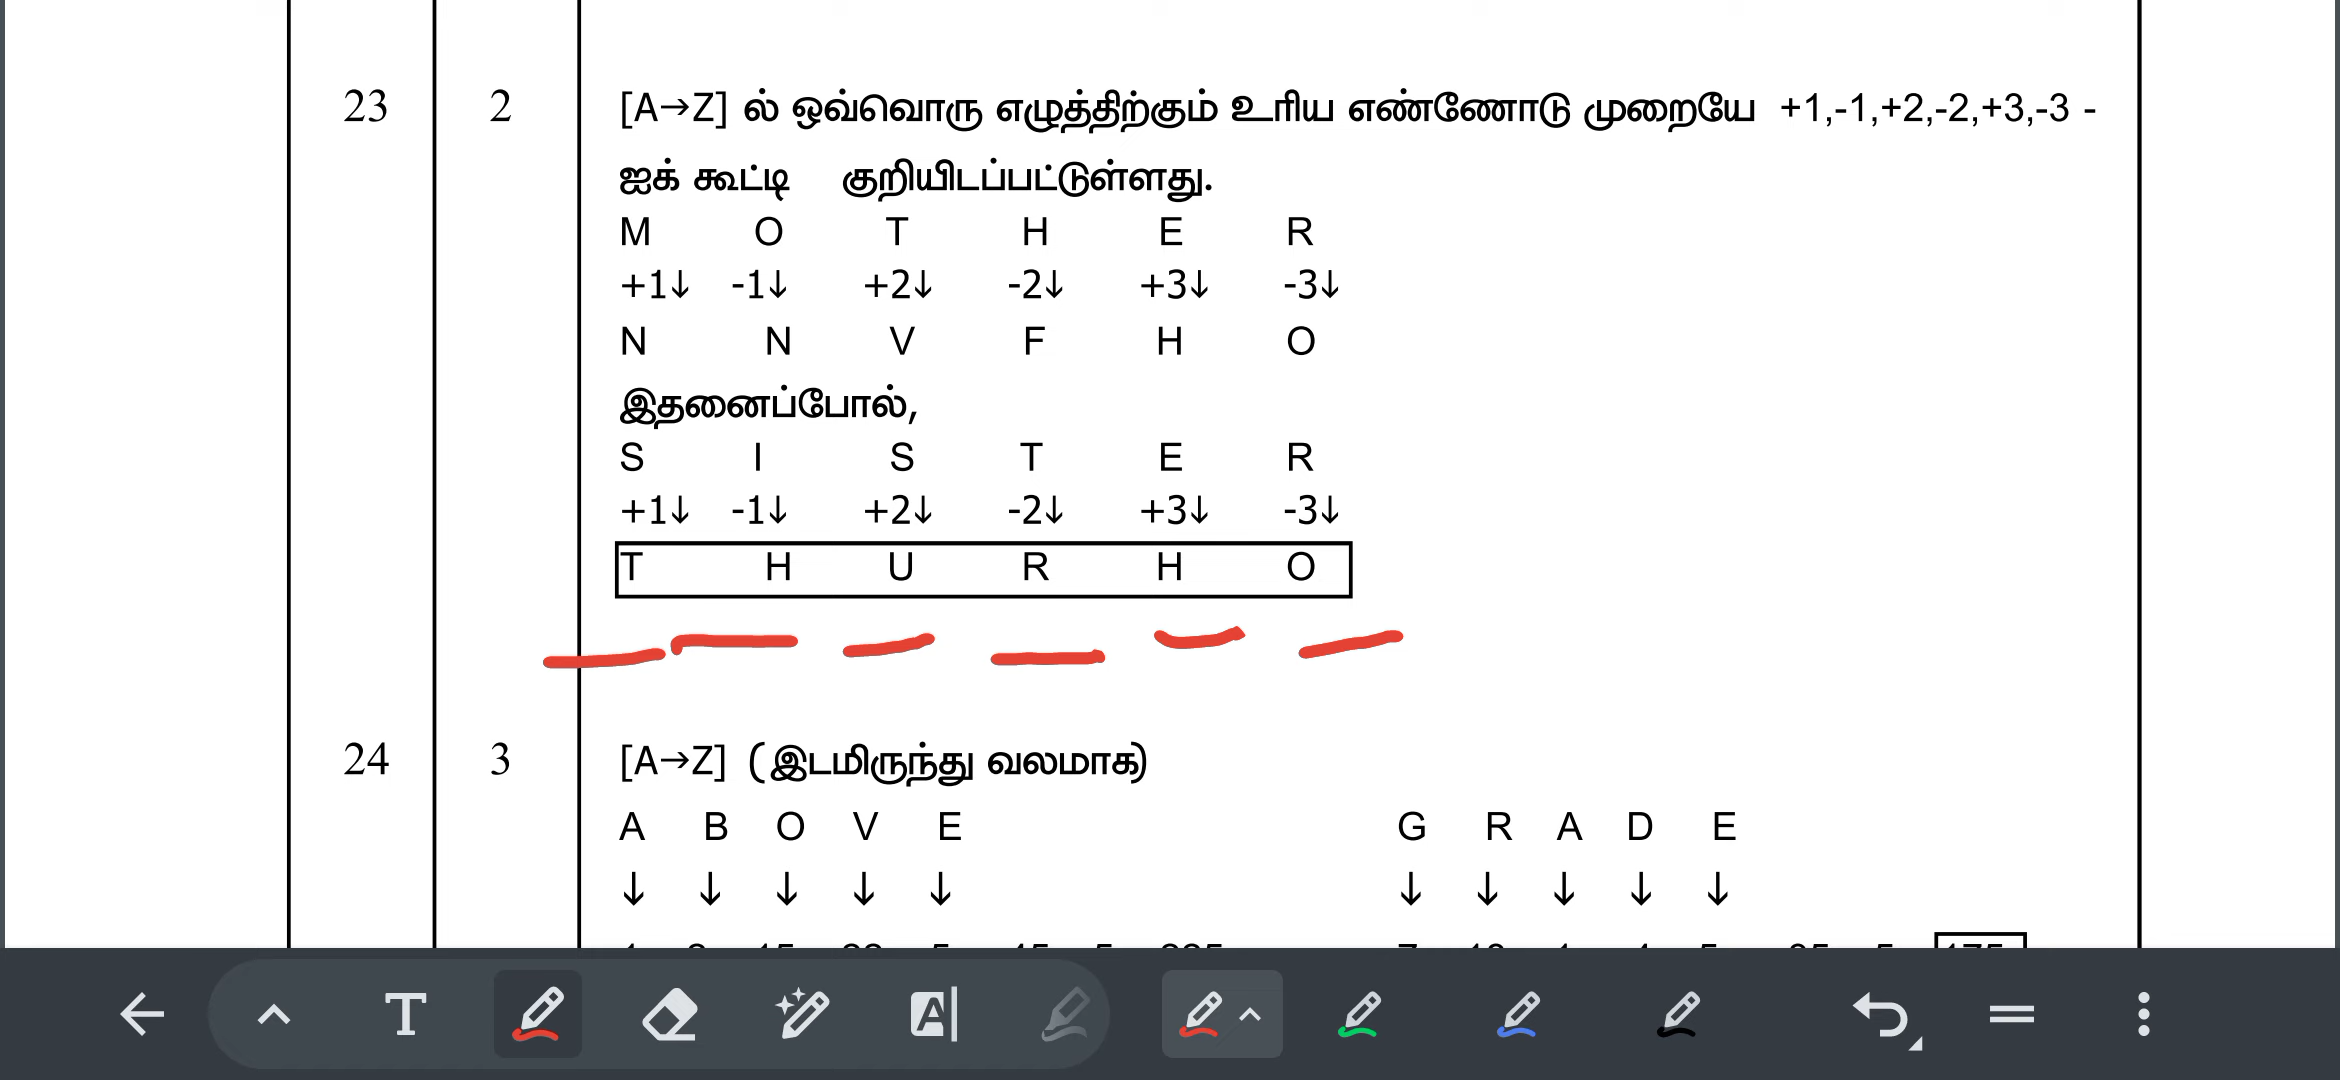 23 2 [A→Z] ல் ஒவ்வொரு எழுத்திற்கும் உரிய எண்ணோடு முறையே +1,-1,+2,-2,+3,-3 -
ஐக் கூட்டி குறியிடப்பட்டுள்ளது.
M O T H E R
+1↓ -1↓ +2↓ -2↓ +3↓ -3↓
N N V F H O
இதனைப்போல்,
S I S T E R
+1↓ -1↓ +2↓ -2↓ +3↓ -3↓
T H U R H O
24 3 [A→Z] (இடமிருந்து வலமாக)
A B O V E G R A D E
↓ ↓ ↓ ↓ ↓ ↓ ↓ ↓ ↓ ↓
T A